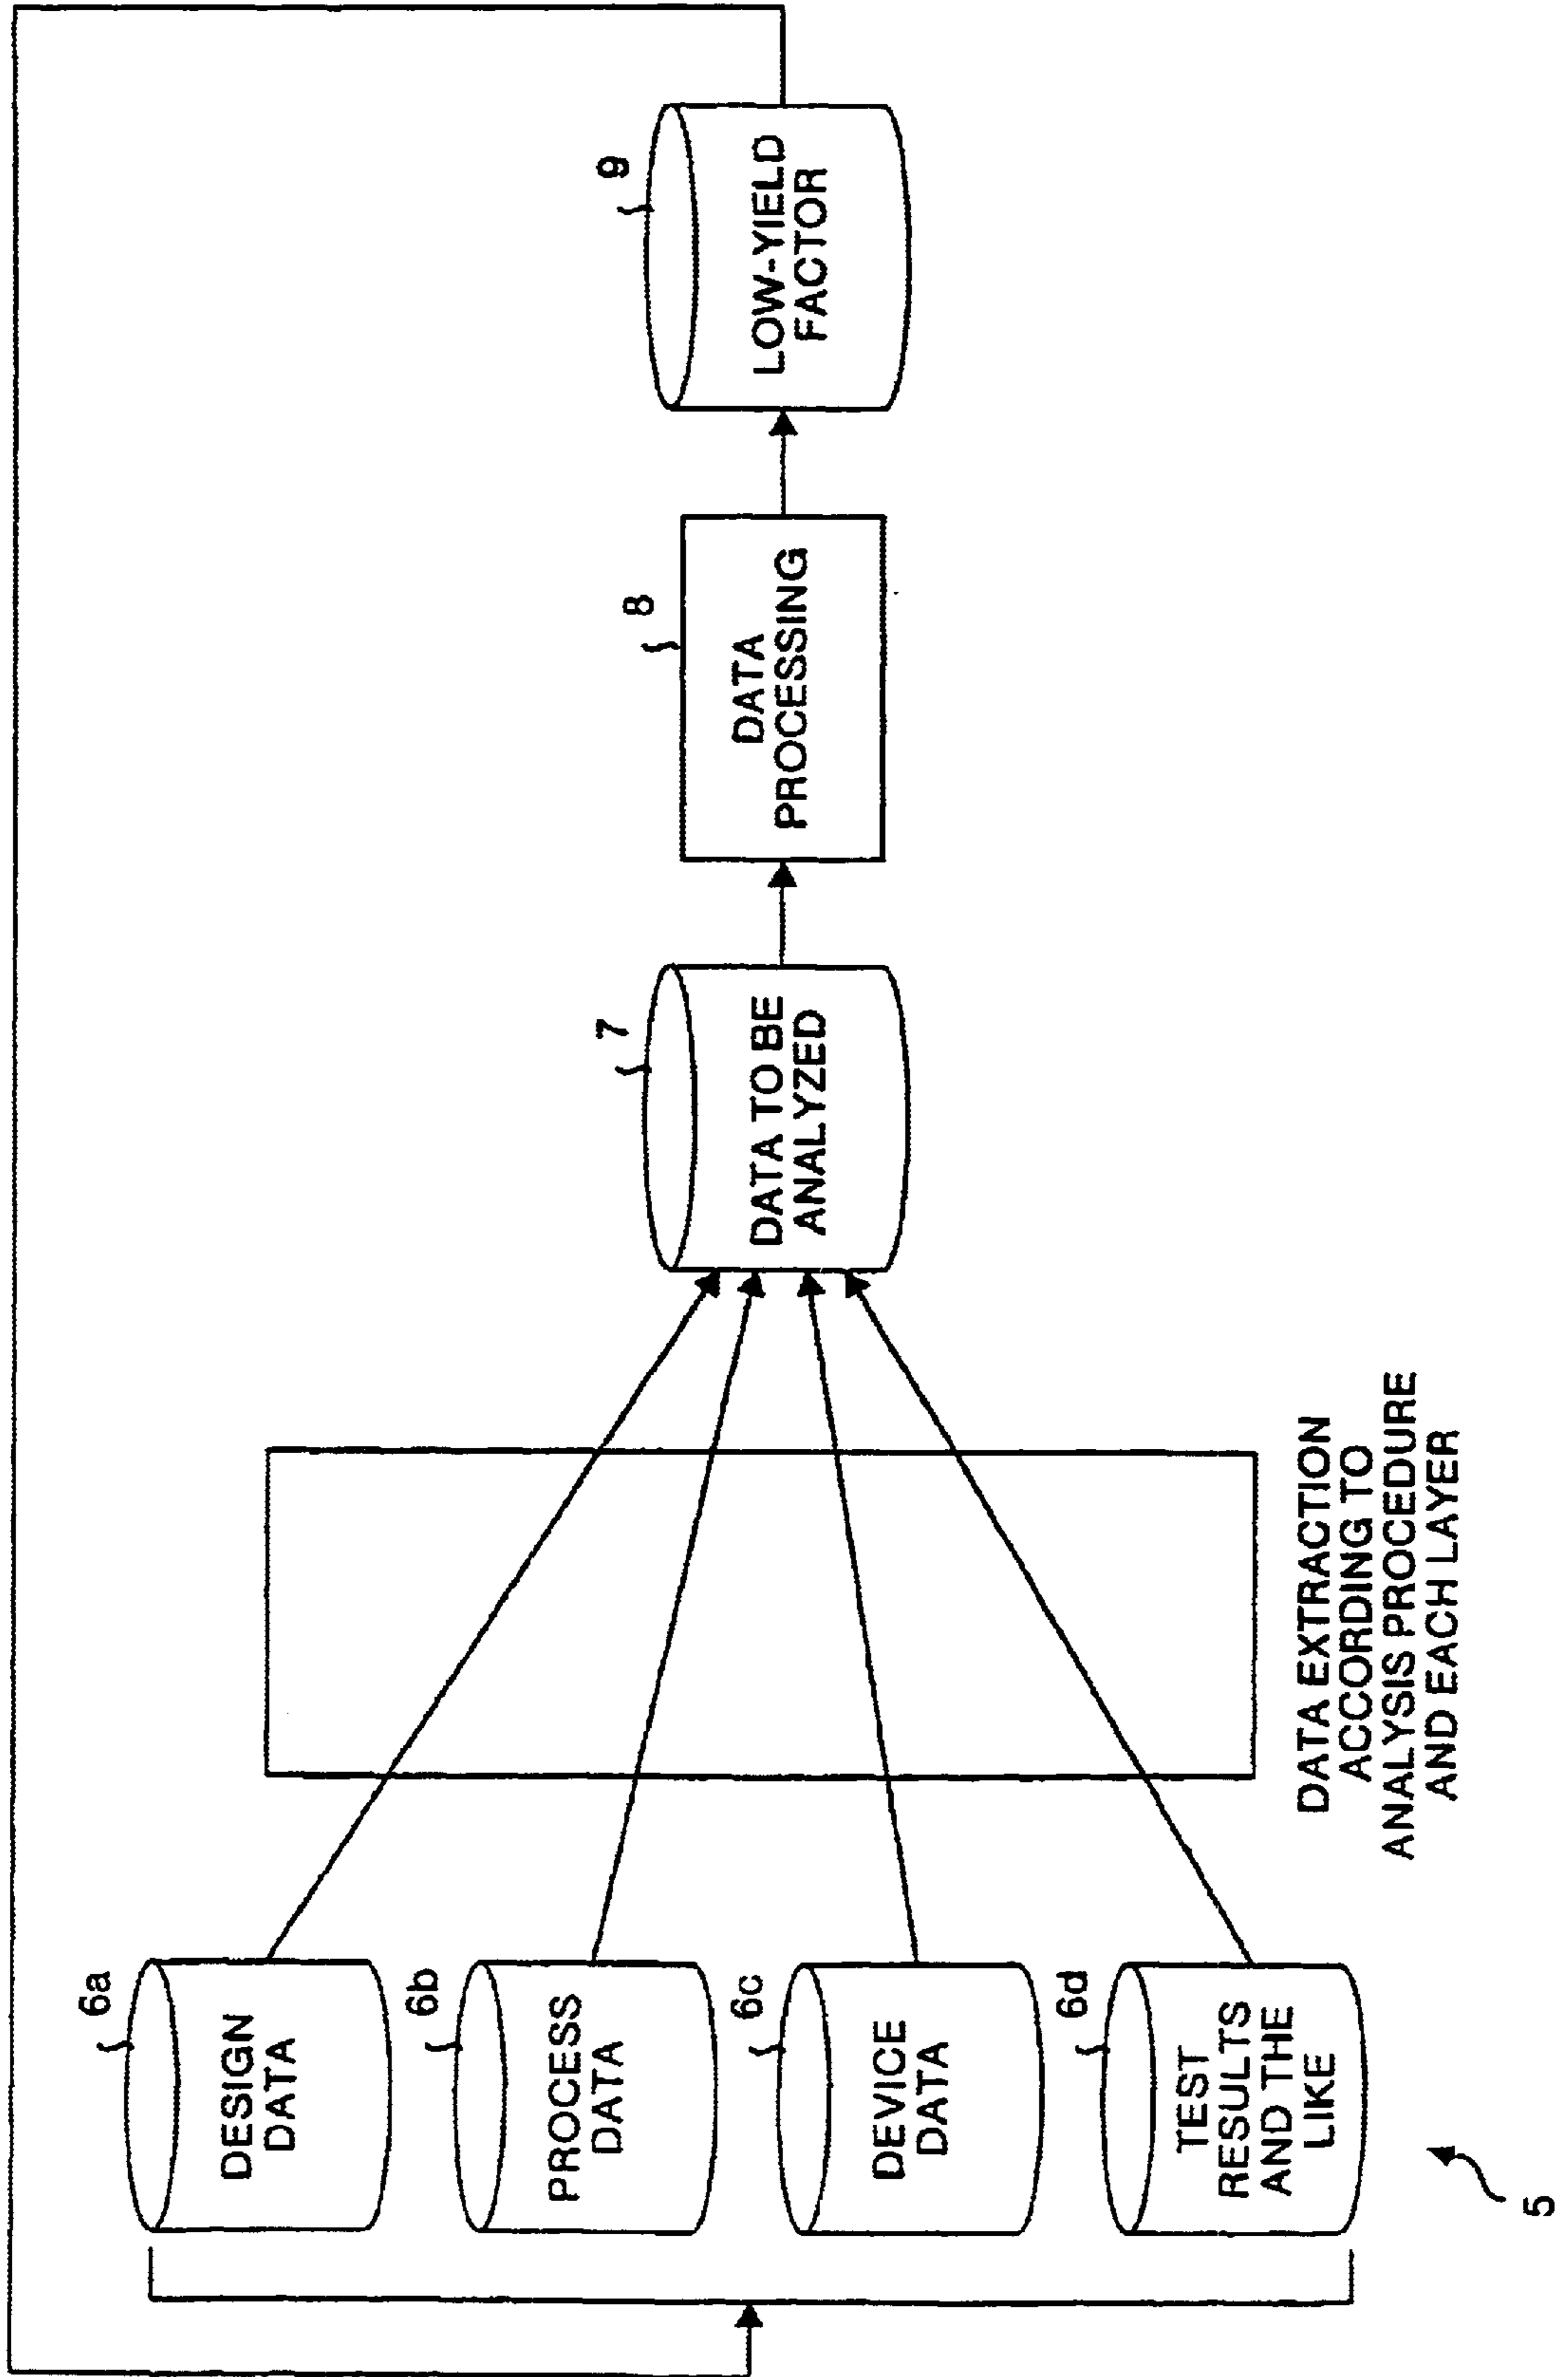 6a
DESIGN
DATA
6b
PROCESS
DATA
6c
DEVICE
DATA
6d
TEST
RESULTS
AND THE
LIKE
5
DATA EXTRACTION
ACCORDING TO
ANALYSIS PROCEDURE
AND EACH LAYER
7
DATA TO BE
ANALYZED
8
DATA
PROCESSING
9
LOW-YIELD
FACTOR